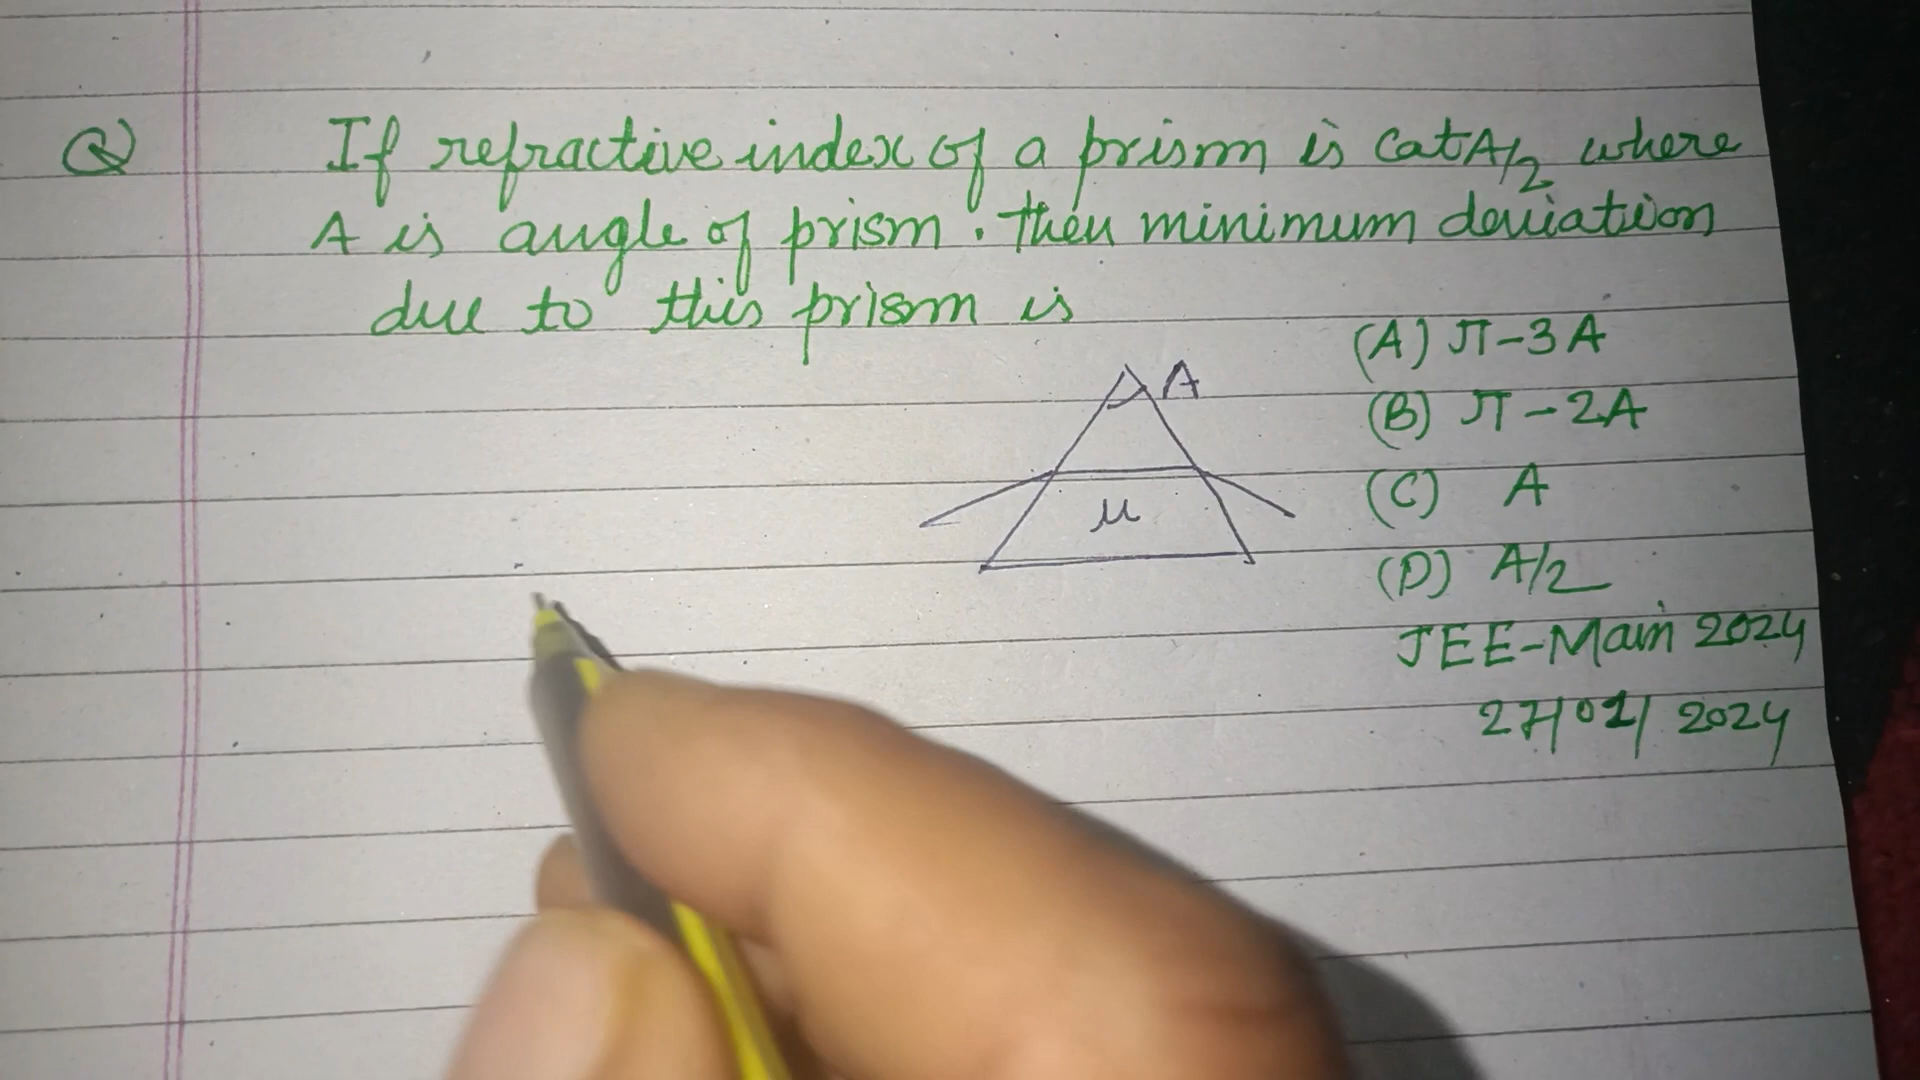 Q If refractive index of a prism is cotA/2 where
A is angle of prism. Then minimum deviation
due to this prism is
(A) π-3A
(B) π-2A
(C) A
(D) A/2
JEE-Main 2024
27/01/2024
A
μ